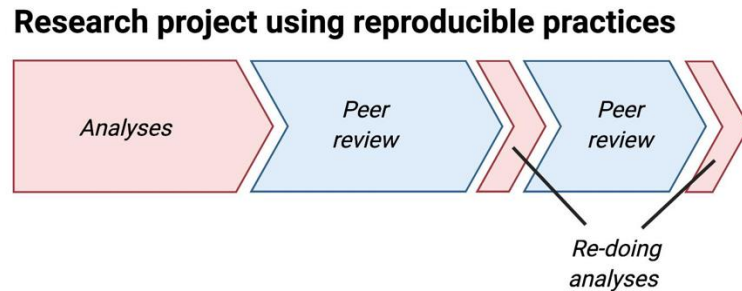 Research project using reproducible practices
Analyses
Peer
review
Peer
review
Re-doing
analyses